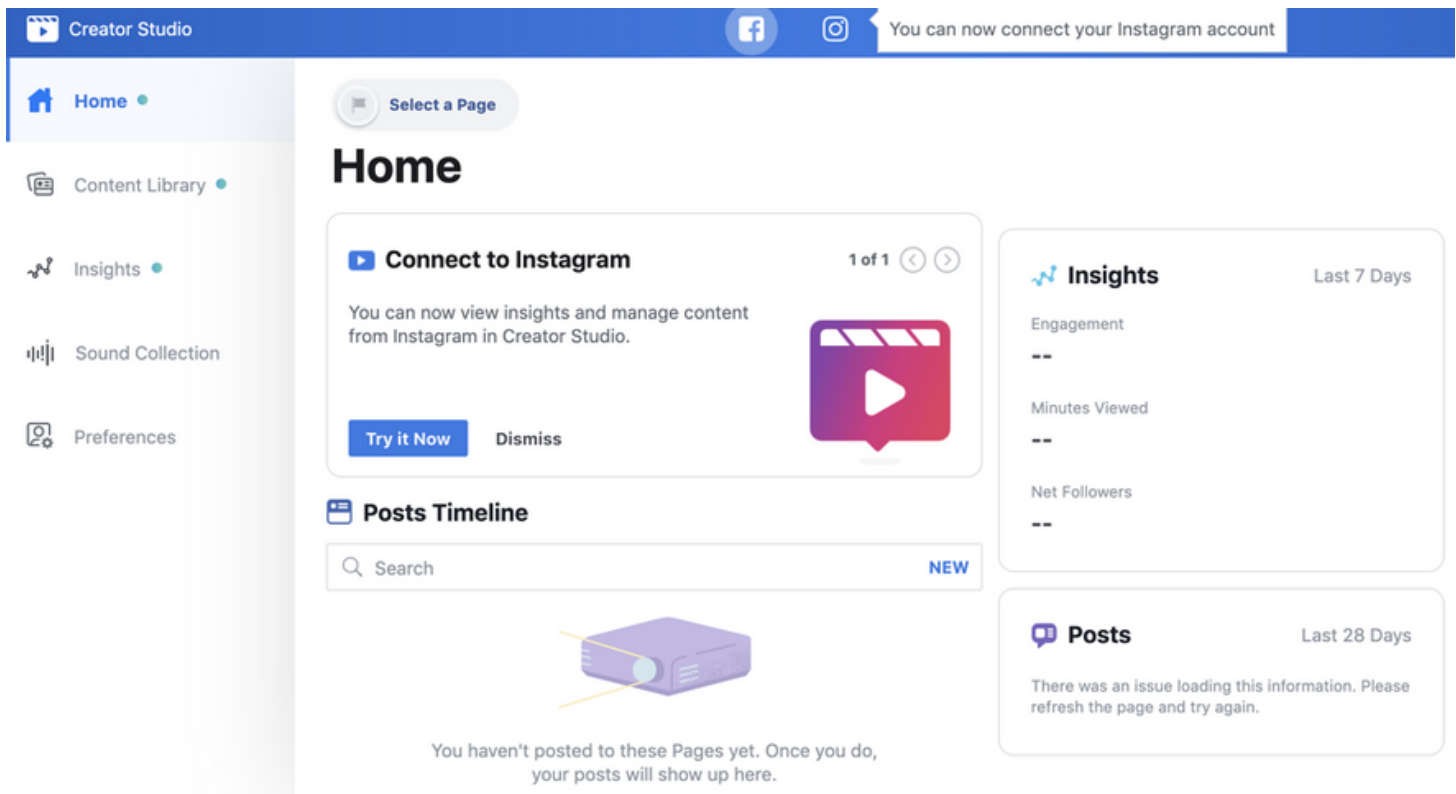 Creator Studio
You can now connect your Instagram account
Home
Content Library
Insights
Sound Collection
Preferences
Select a Page
Home
Connect to Instagram
1 of 1
You can now view insights and manage content
from Instagram in Creator Studio.
Try it Now
Dismiss
Posts Timeline
Search
NEW
You haven't posted to these Pages yet. Once you do,
your posts will show up here.
Insights
Last 7 Days
Engagement
--
Minutes Viewed
--
Net Followers
--
Posts
Last 28 Days
There was an issue loading this information. Please
refresh the page and try again.